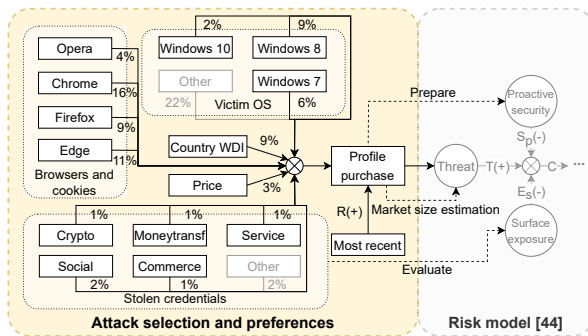 Opera
4%
Chrome
16%
Firefox
9%
Edge
11%
Browsers and
cookies
2%
9%
Windows 10
Windows 8
Other
Windows 7
22%
Victim OS
6%
Country WDI
9%
Price
3%
1%
1%
1%
Crypto
Moneytransf
Service
Social
Commerce
Other
2%
1%
2%
Stolen credentials
Profile
purchase
R(+)
Most recent
Prepare
Market size estimation
Evaluate
Attack selection and preferences
Proactive
security
Sp(-)
Threat
T(+)
C
...
Es(-)
Surface
exposure
Risk model [44]